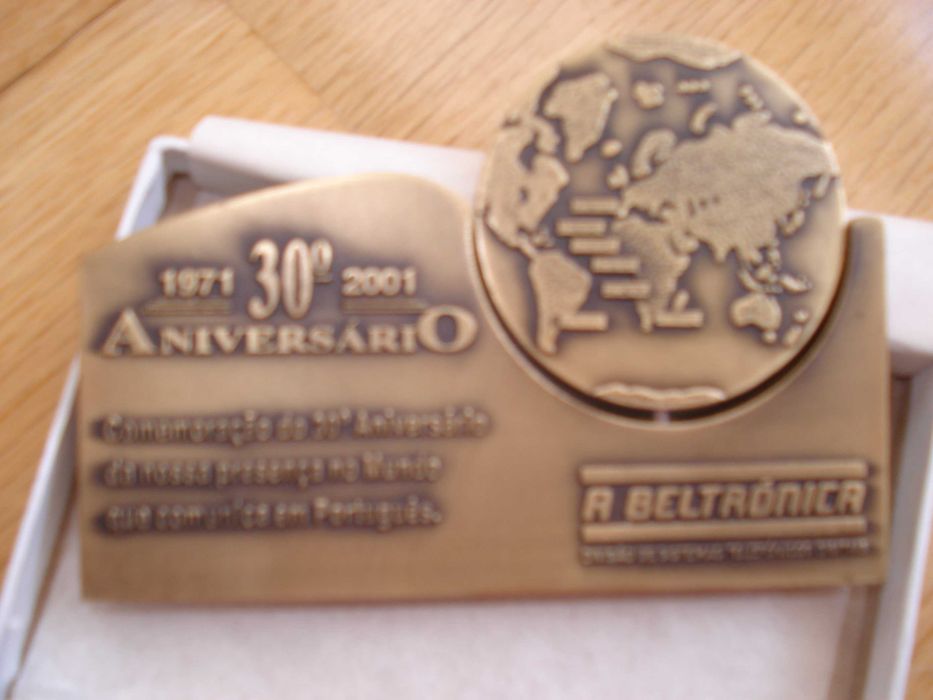 1971 30º 2001
ANIVERSÁRIO
Comemoração do 30º Aniversário
da nossa presença no Mundo
que comunica em Português.
A BELTRÓNICA